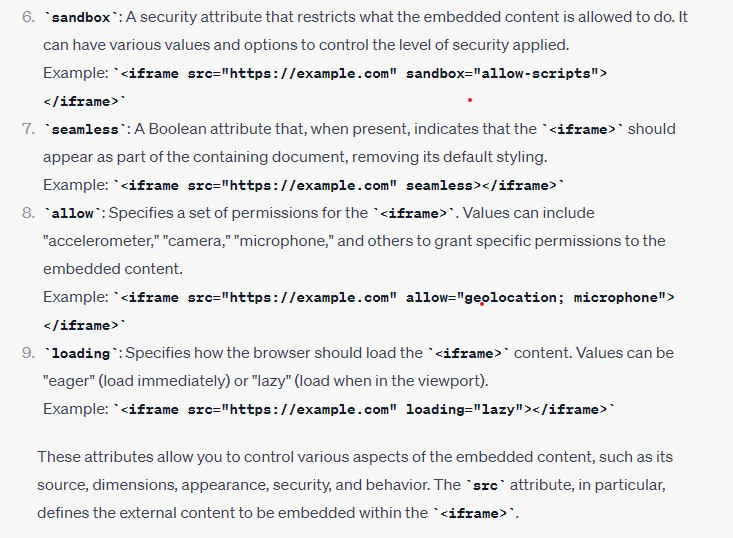 6. `sandbox`: A security attribute that restricts what the embedded content is allowed to do. It
can have various values and options to control the level of security applied.
Example: `<iframe src="https://example.com" sandbox="allow-scripts">
</iframe>`
7. `seamless`: A Boolean attribute that, when present, indicates that the `<iframe>` should
appear as part of the containing document, removing its default styling.
Example: `<iframe src="https://example.com" seamless></iframe>`
8. `allow`: Specifies a set of permissions for the `<iframe>`. Values can include
"accelerometer," "camera," "microphone," and others to grant specific permissions to the
embedded content.
Example: `<iframe src="https://example.com" allow="geolocation; microphone">
</iframe>`
9. `loading`: Specifies how the browser should load the `<iframe>` content. Values can be
"eager" (load immediately) or "lazy" (load when in the viewport).
Example: `<iframe src="https://example.com" loading="lazy"></iframe>`
These attributes allow you to control various aspects of the embedded content, such as its
source, dimensions, appearance, security, and behavior. The `src` attribute, in particular,
defines the external content to be embedded within the `<iframe>`.